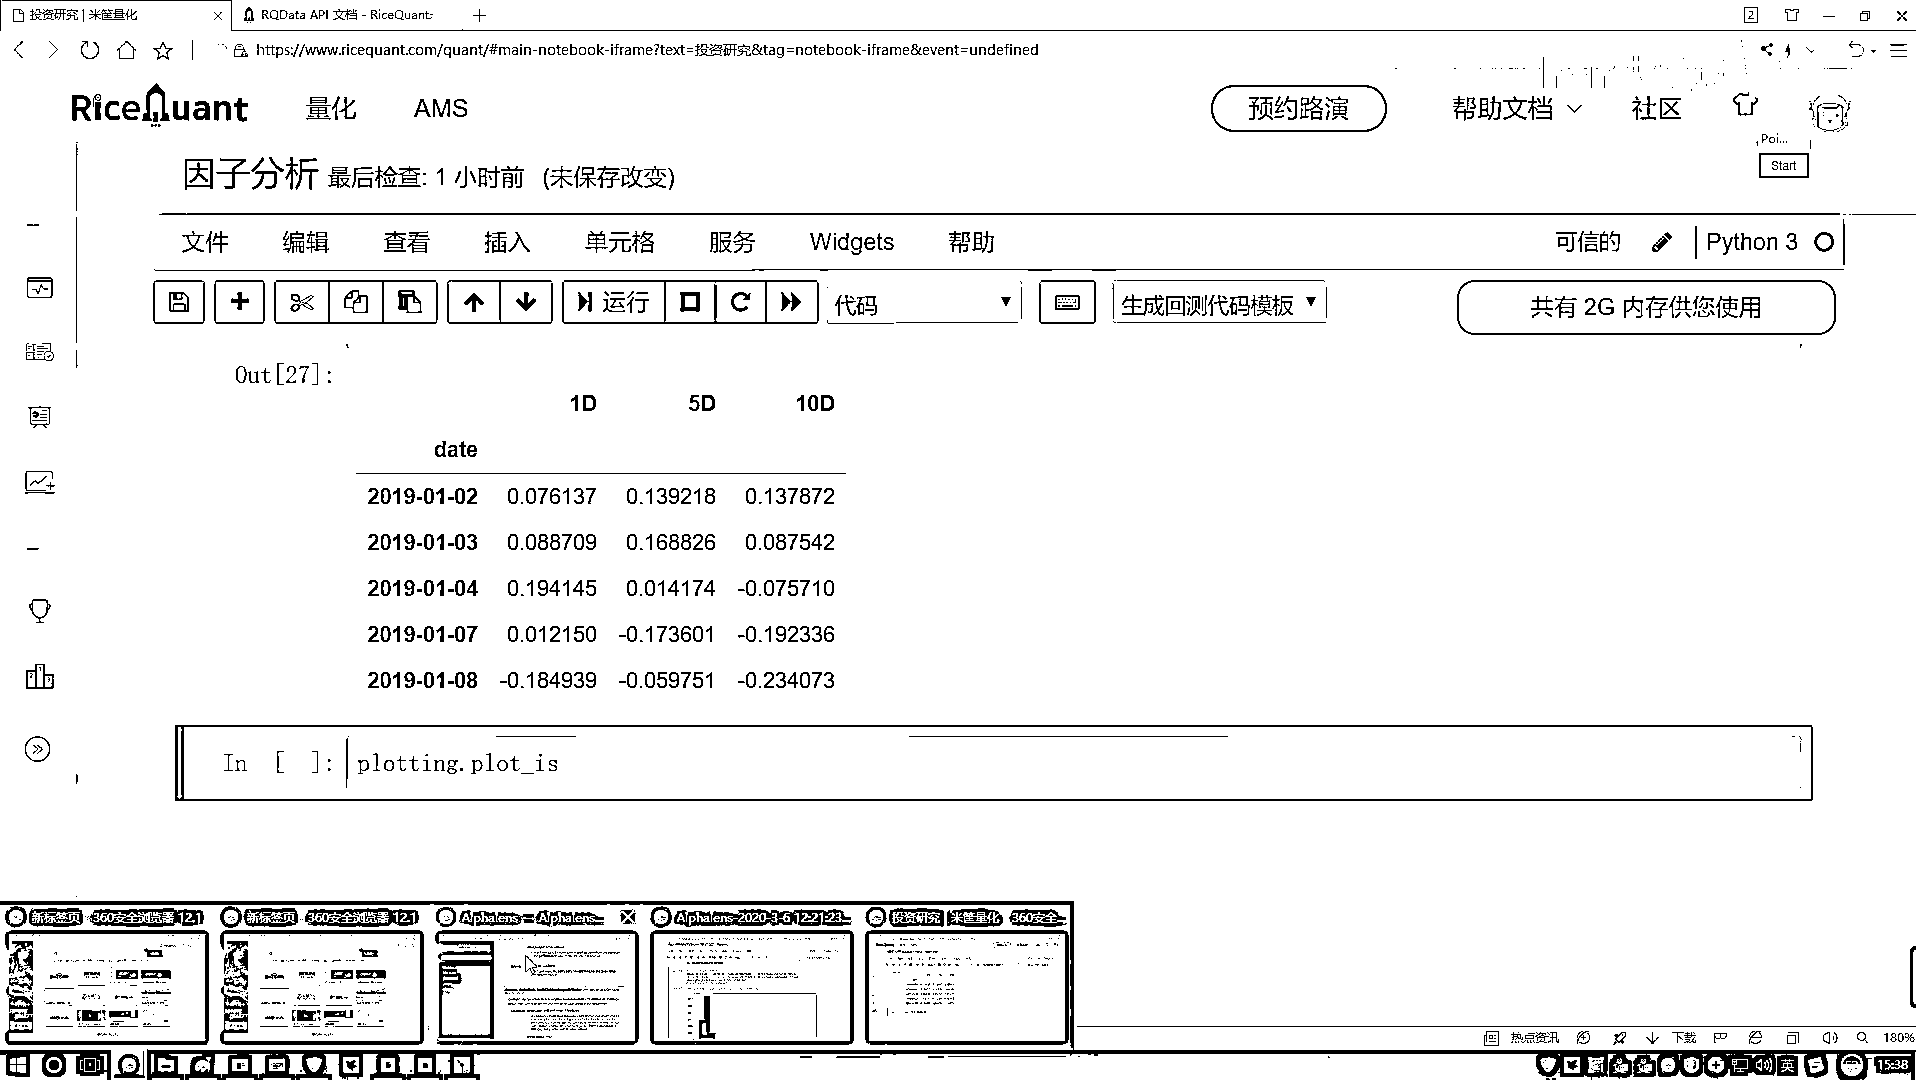 投资研究 | 米筐量化
RQData API 文档 - RiceQuant-
https://www.ricequant.com/quant/#main-notebook-iframe?text=投资研究&tag=notebook-iframe&event=undefined
RiceQuant 量化 AMS 预约路演 帮助文档 社区
Poi...
Start
因子分析 最后检查: 1 小时前 (未保存改变)
文件 编辑 查看 插入 单元格 服务 Widgets 帮助 可信的 Python 3
运行 代码 生成回测代码模板 共有 2G 内存供您使用
Out[27]:
1D 5D 10D
date
2019-01-02 0.076137 0.139218 0.137872
2019-01-03 0.088709 0.168826 0.087542
2019-01-04 0.194145 0.014174 -0.075710
2019-01-07 0.012150 -0.173601 -0.192336
2019-01-08 -0.184939 -0.059751 -0.234073
In [ ]: plotting.plot_is
新标签页 - 360安全浏览器 12.1
新标签页 - 360安全浏览器 12.1
Alphalens — Alphalens...
Alphalens-2020-3-6 12:21:23...
投资研究 | 米筐量化 - 360安全...
热点资讯 下载 180%
英 15:38